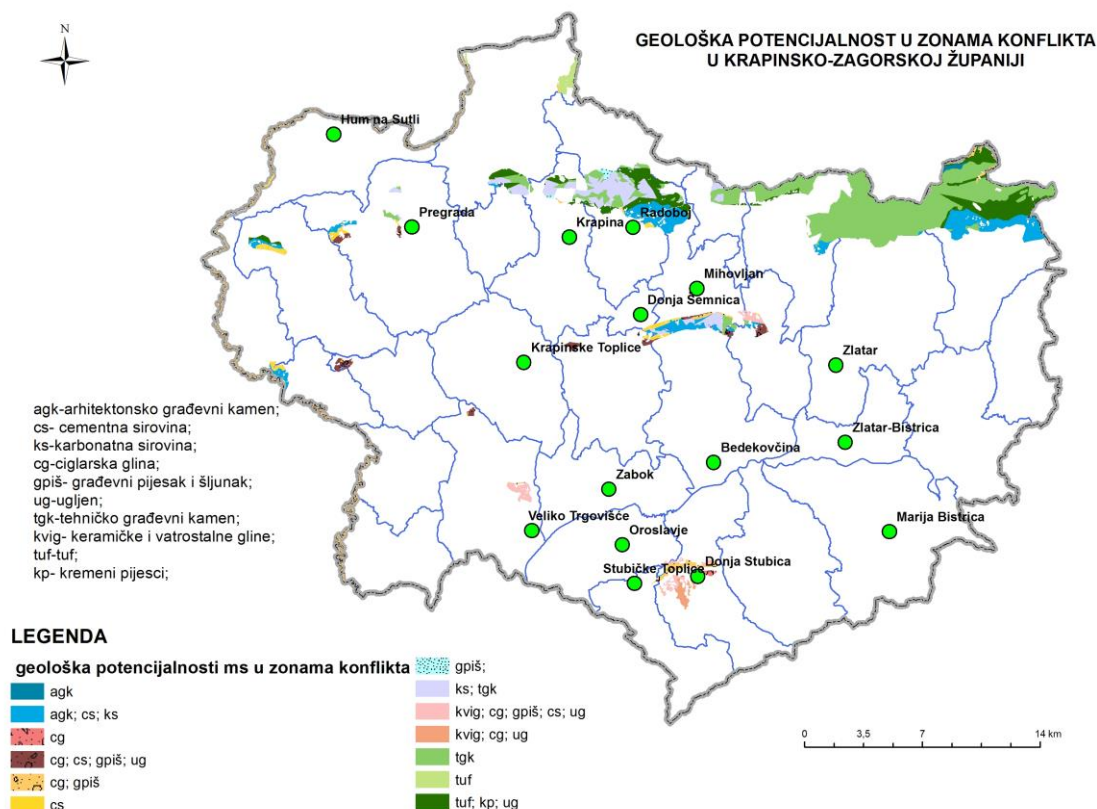 N
GEOLOŠKA POTENCIJALNOST U ZONAMA KONFLIKTA
U KRAPINSKO-ZAGORSKOJ ŽUPANIJI
Hum na Sutli
Pregrada
Krapina
Radoboj
Mihovljan
Donja Šemnica
Krapinske Toplice
Zlatar
Zlatar-Bistrica
Bedekovčina
Zabok
Veliko Trgovišće
Oroslavje
Marija Bistrica
Stubičke Toplice
Donja Stubica
agk-arhitektonsko građevni kamen;
cs- cementna sirovina;
ks-karbonatna sirovina;
cg-ciglarska glina;
gpiš- građevni pijesak i šljunak;
ug-ugljen;
tgk-tehničko građevni kamen;
kvig- keramičke i vatrostalne gline;
tuf-tuf;
kp- kremeni pijesci;
LEGENDA
geološka potencijalnosti ms u zonama konflikta
agk
agk; cs; ks
cg
cg; cs; gpiš; ug
cg; gpiš
cs
gpiš;
ks; tgk
kvig; cg; gpiš; cs; ug
kvig; cg; ug
tgk
tuf
tuf; kp; ug
0 3,5 7 14 km